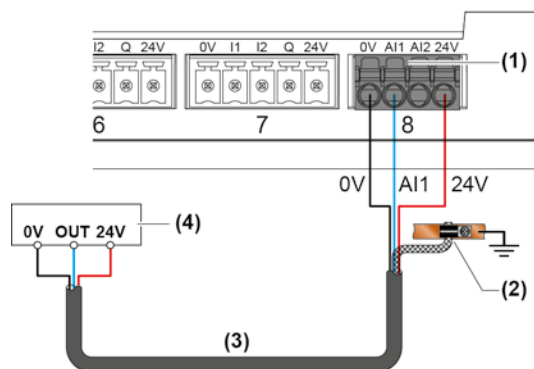 I2 Q 24V
0V I1 I2 Q 24V
0V AI1 AI2 24V
(1)
6
7
8
0V AI1 24V
(4)
0V OUT 24V
(2)
(3)